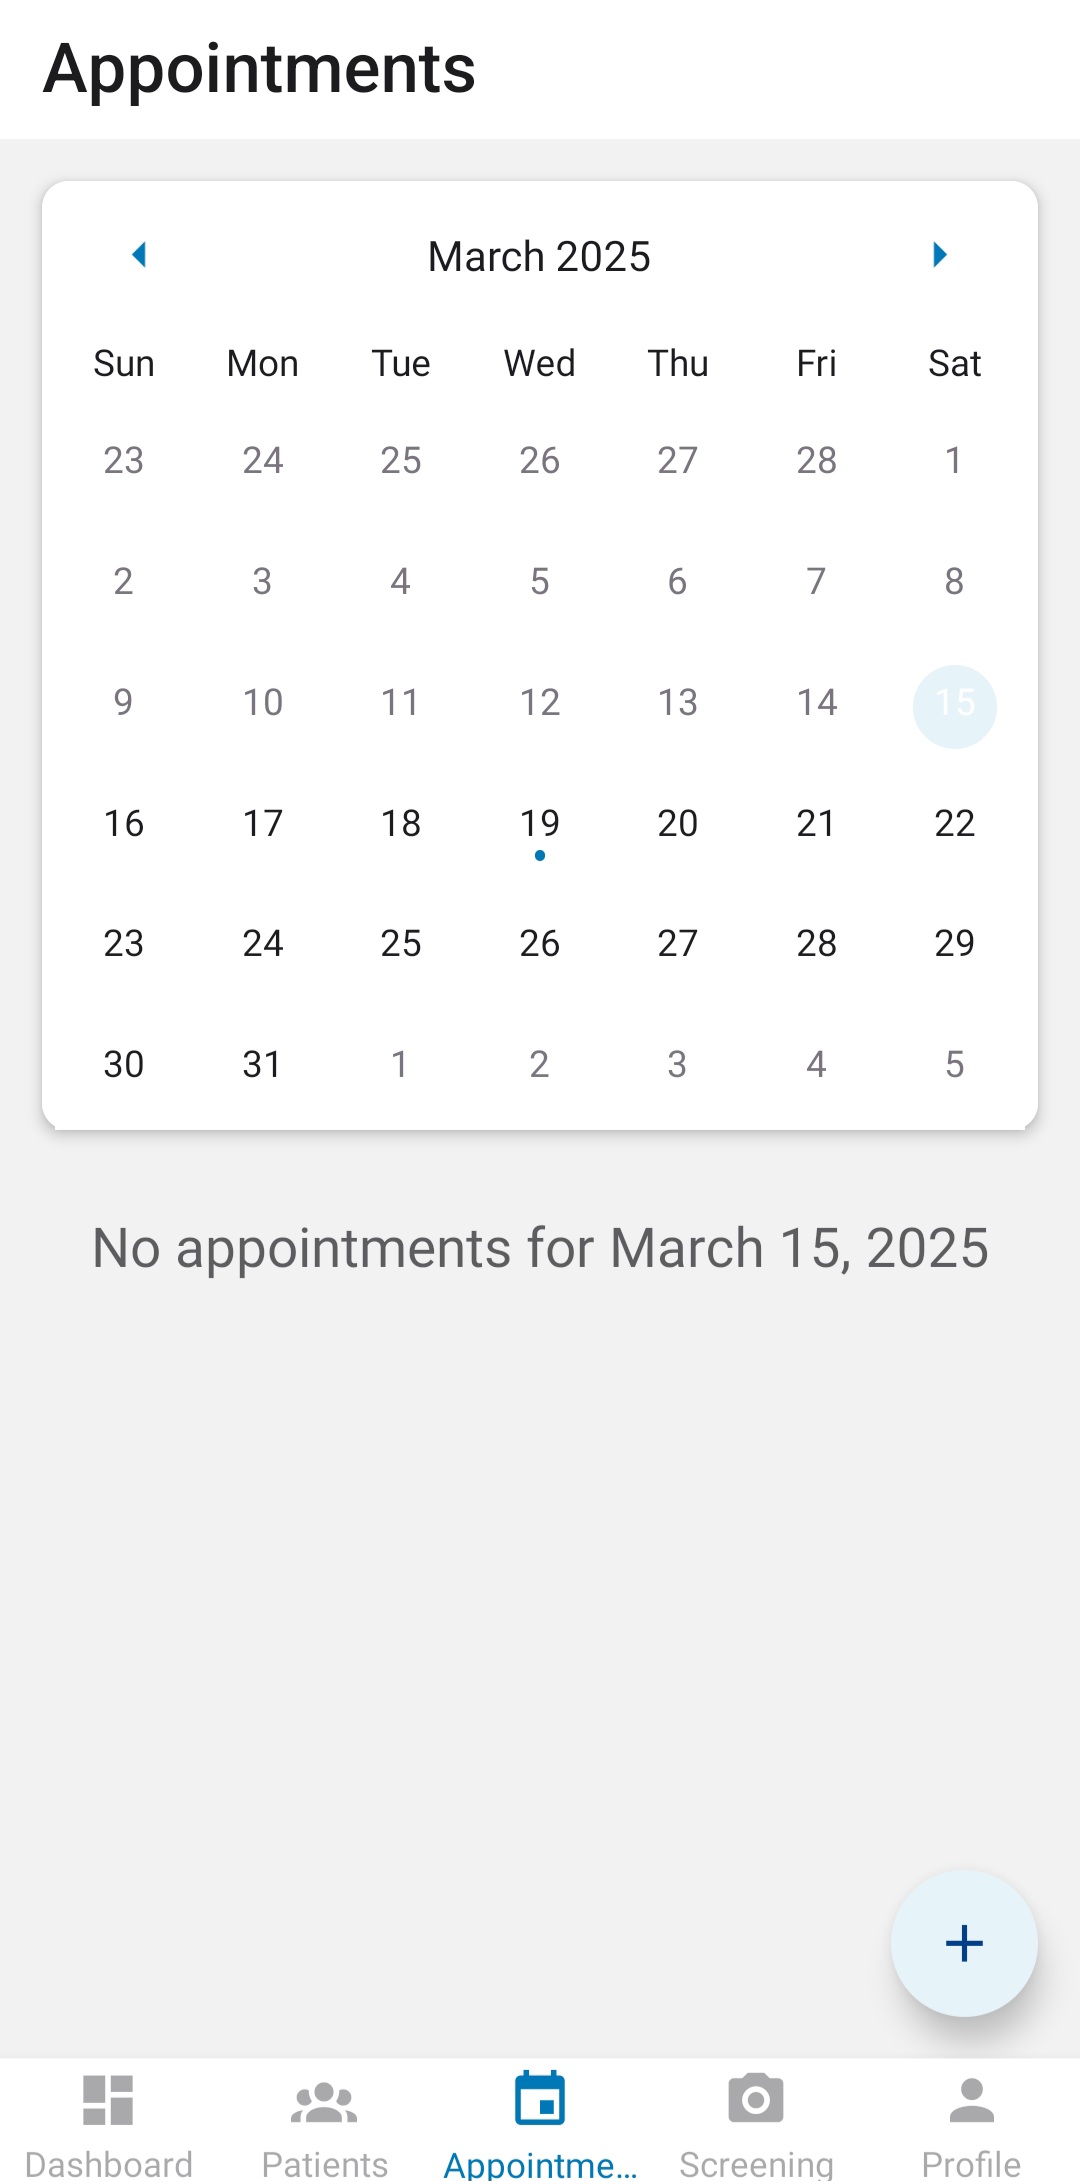 Appointments
March 2025
Sun Mon Tue Wed Thu Fri Sat
23 24 25 26 27 28 1
2 3 4 5 6 7 8
9 10 11 12 13 14 15
16 17 18 19 20 21 22
23 24 25 26 27 28 29
30 31 1 2 3 4 5
No appointments for March 15, 2025
Dashboard Patients Appointme... Screening Profile